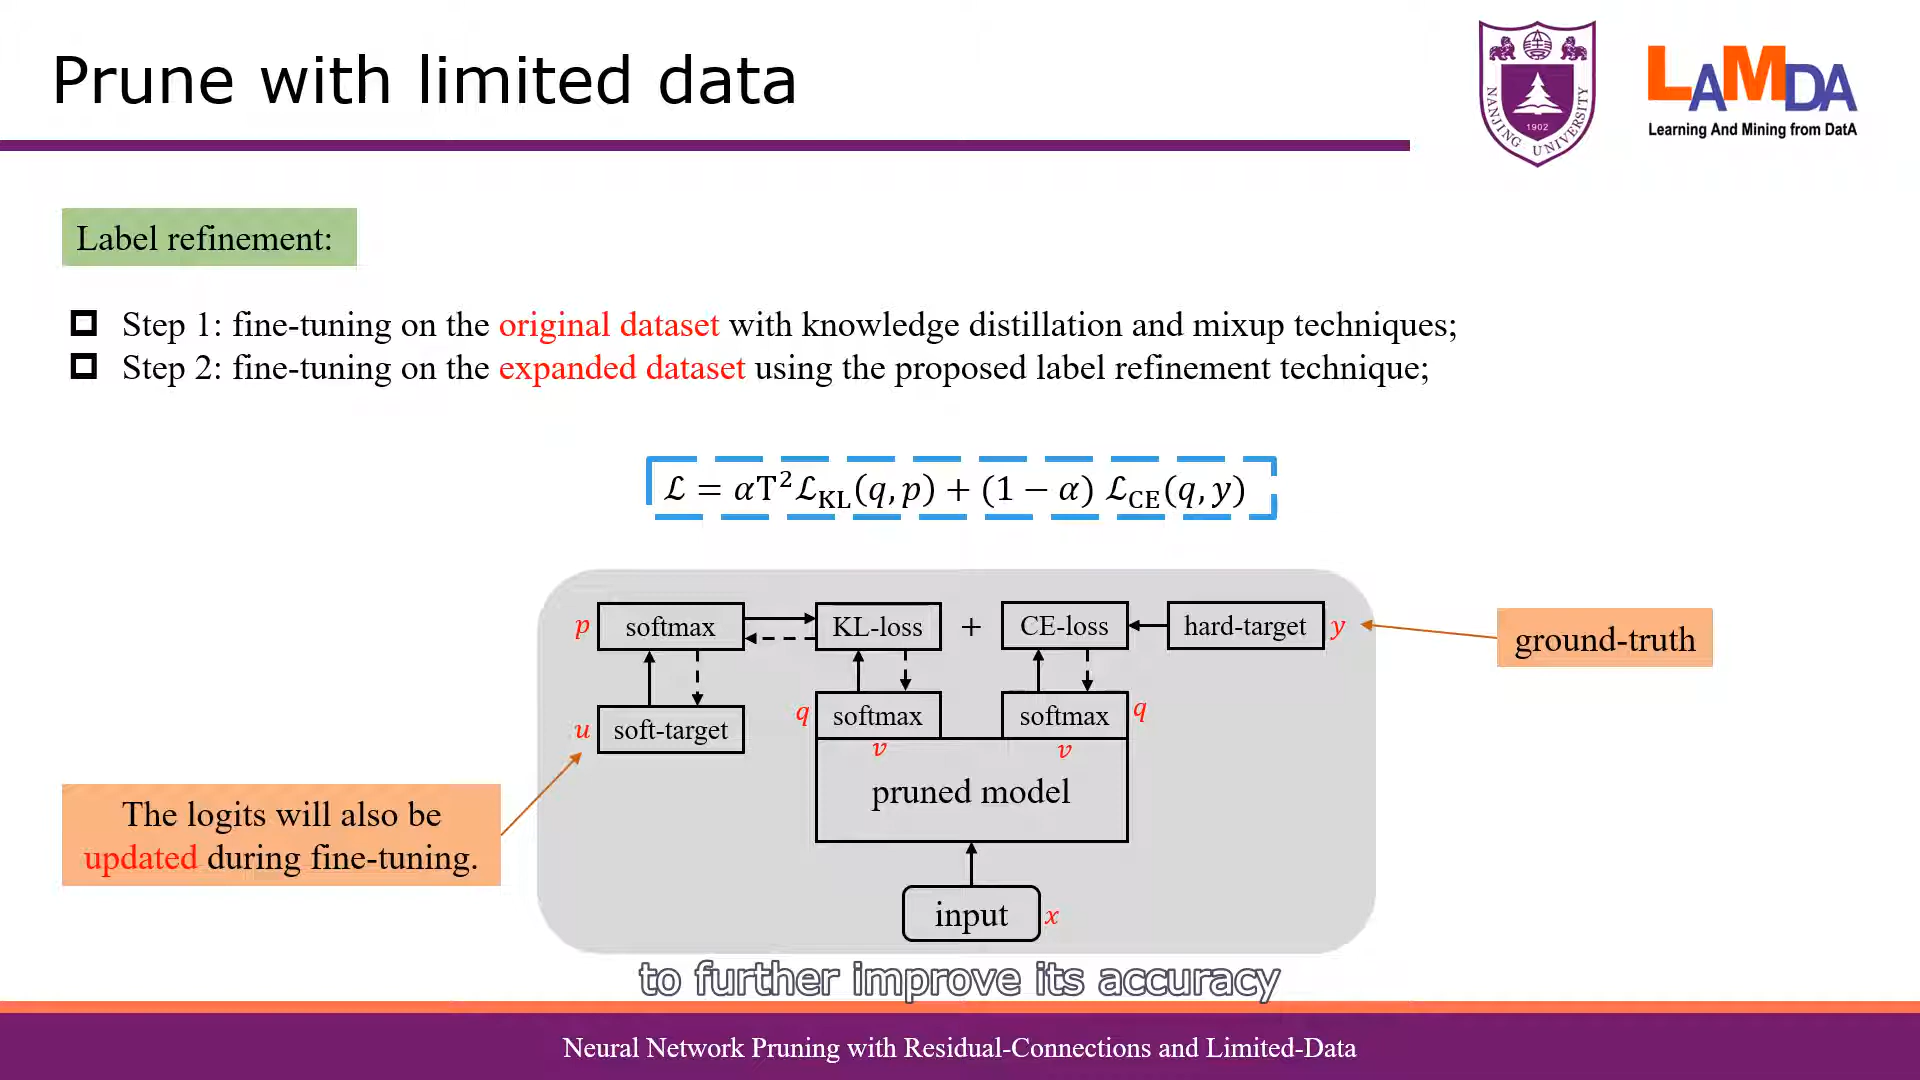 Prune with limited data
NANJING UNIVERSITY
1902
LAMDA
Learning And Mining from DatA
Label refinement:
Step 1: fine-tuning on the original dataset with knowledge distillation and mixup techniques;
Step 2: fine-tuning on the expanded dataset using the proposed label refinement technique;
ℒ = αT²ℒ_KL(q, p) + (1 − α) ℒ_CE(q, y)
p softmax KL-loss + CE-loss hard-target y
ground-truth
u soft-target q softmax softmax q
v v
pruned model
The logits will also be
updated during fine-tuning.
input x
to further improve its accuracy
Neural Network Pruning with Residual-Connections and Limited-Data